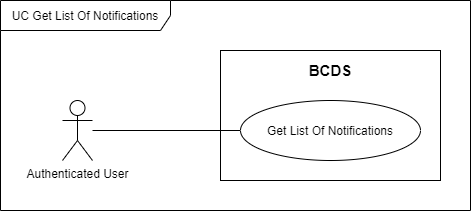 UC Get List Of Notifications
BCDS
Get List Of Notifications
Authenticated User